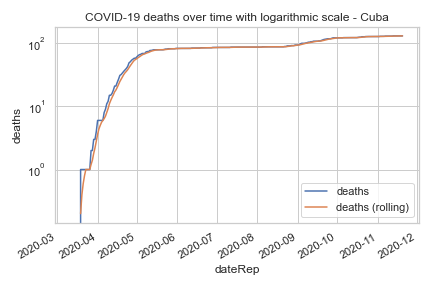 COVID-19 deaths over time with logarithmic scale - Cuba
deaths
10²
10¹
10⁰
deaths
deaths (rolling)
2020-03
2020-04
2020-05
2020-06
2020-07
2020-08
2020-09
2020-10
2020-11
2020-12
dateRep